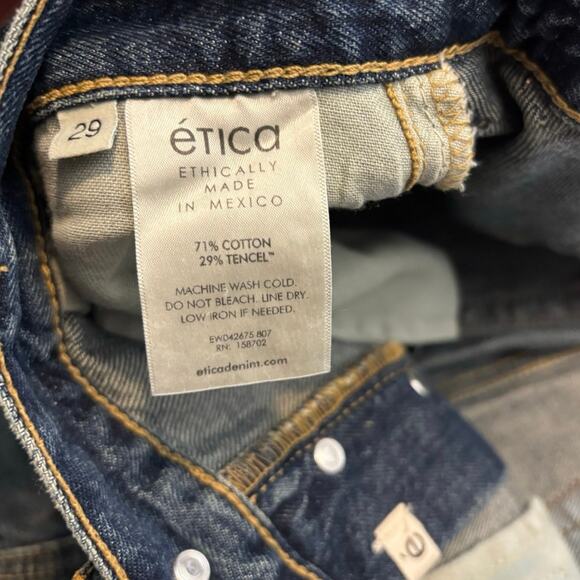 29
ética
ETHICALLY
MADE
IN MEXICO
71% COTTON
29% TENCEL™
MACHINE WASH COLD.
DO NOT BLEACH. LINE DRY.
LOW IRON IF NEEDED.
EWD42675 807
RN: 158702
eticadenim.com
é